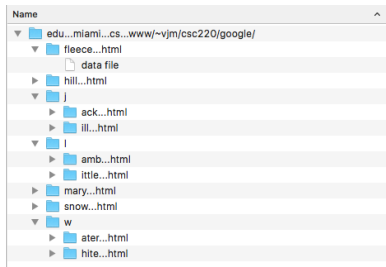 Name
edu...miami...cs...www/~vjm/csc220/google/
fleece...html
data file
hill...html
j
ack...html
ill...html
l
amb...html
ittle...html
mary...html
snow...html
w
ater...html
hite...html